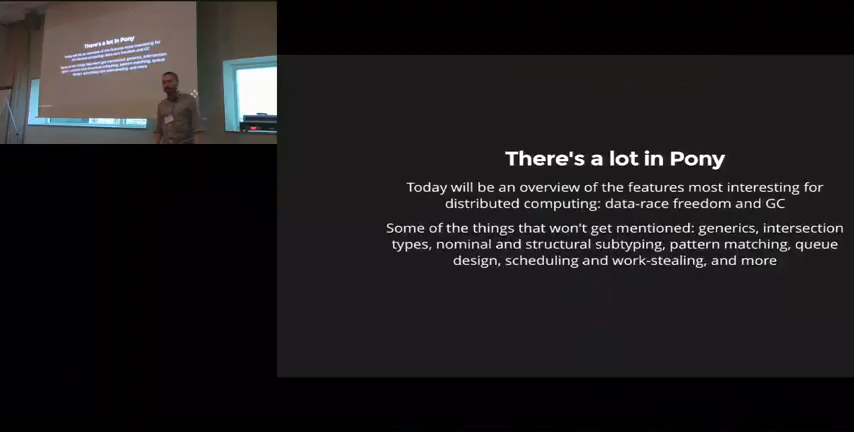 There's a lot in Pony
Today will be an overview of the features most interesting for
distributed computing: data-race freedom and GC
Some of the things that won't get mentioned: generics, intersection
types, nominal and structural subtyping, pattern matching, queue
design, scheduling and work-stealing, and more